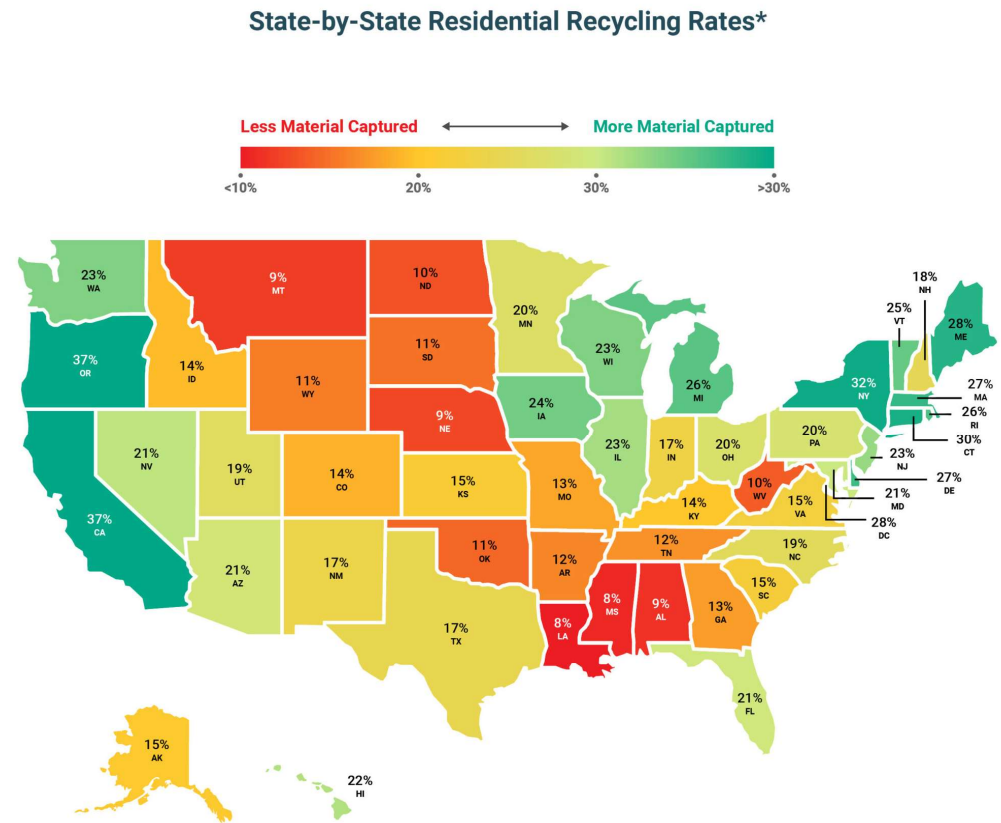 State-by-State Residential Recycling Rates*
Less Material Captured
More Material Captured
<10%
20%
30%
>30%
23%
WA
9%
MT
10%
ND
20%
MN
18%
NH
25%
VT
28%
ME
37%
OR
14%
ID
11%
WY
11%
SD
23%
WI
26%
MI
32%
NY
27%
MA
26%
RI
30%
CT
9%
NE
24%
IA
21%
NV
19%
UT
14%
CO
15%
KS
13%
MO
23%
IL
17%
IN
20%
OH
20%
PA
23%
NJ
27%
DE
21%
MD
28%
DC
10%
WV
15%
VA
14%
KY
37%
CA
21%
AZ
17%
NM
11%
OK
12%
AR
12%
TN
19%
NC
15%
SC
17%
TX
8%
LA
8%
MS
9%
AL
13%
GA
21%
FL
15%
AK
22%
HI